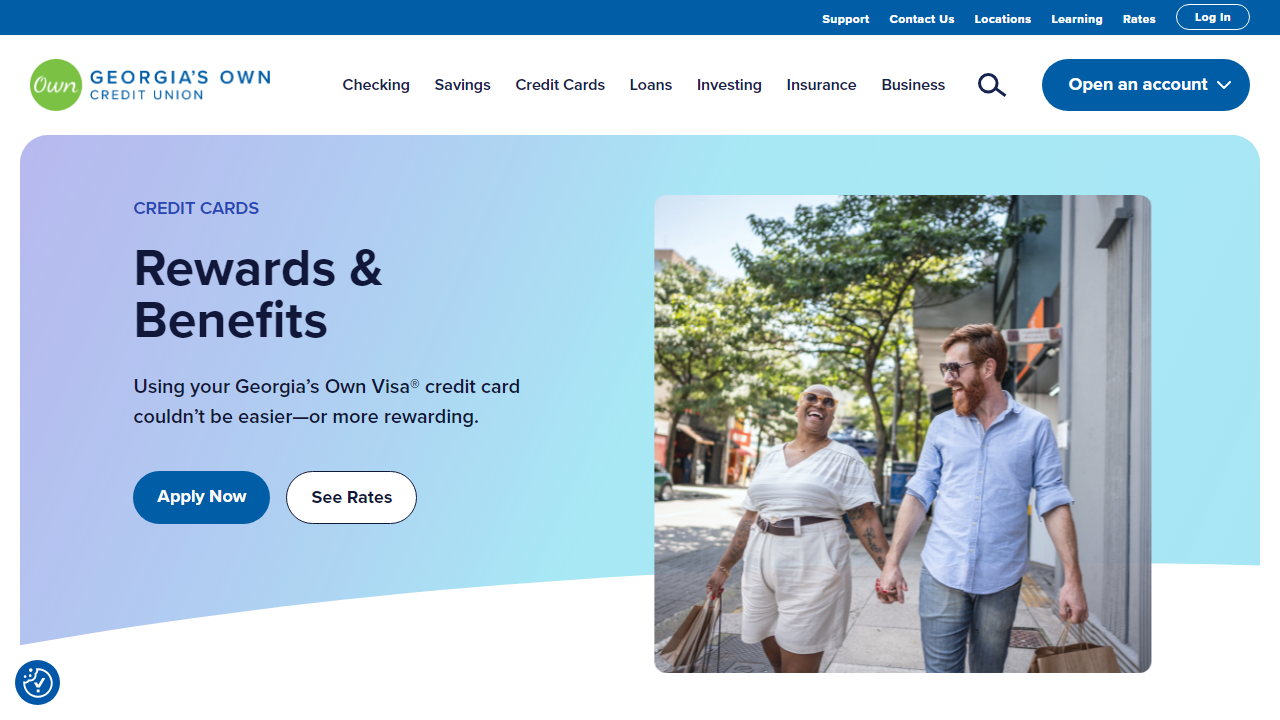 Support Contact Us Locations Learning Rates Log In
Own GEORGIA'S OWN
CREDIT UNION
Checking Savings Credit Cards Loans Investing Insurance Business Open an account
CREDIT CARDS
Rewards &
Benefits
Using your Georgia’s Own Visa® credit card
couldn’t be easier—or more rewarding.
Apply Now See Rates